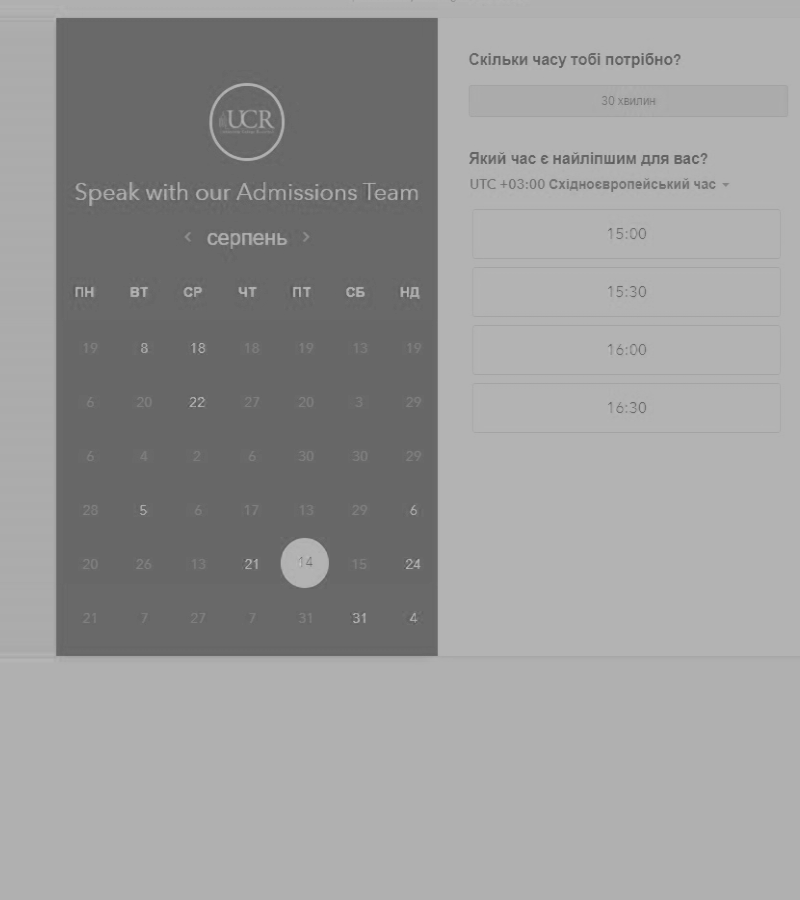 UCR
Speak with our Admissions Team
серпень
ПН ВТ СР ЧТ ПТ СБ НД
19 8 18 18 19 13 19
6 20 22 27 20 3 29
6 4 2 6 30 30 29
28 5 6 17 13 29 6
20 26 13 21 14 15 24
21 7 27 7 31 31 4
Скільки часу тобі потрібно?
30 хвилин
Який час є найліпшим для вас?
UTC +03:00 Східноєвропейський час
15:00
15:30
16:00
16:30